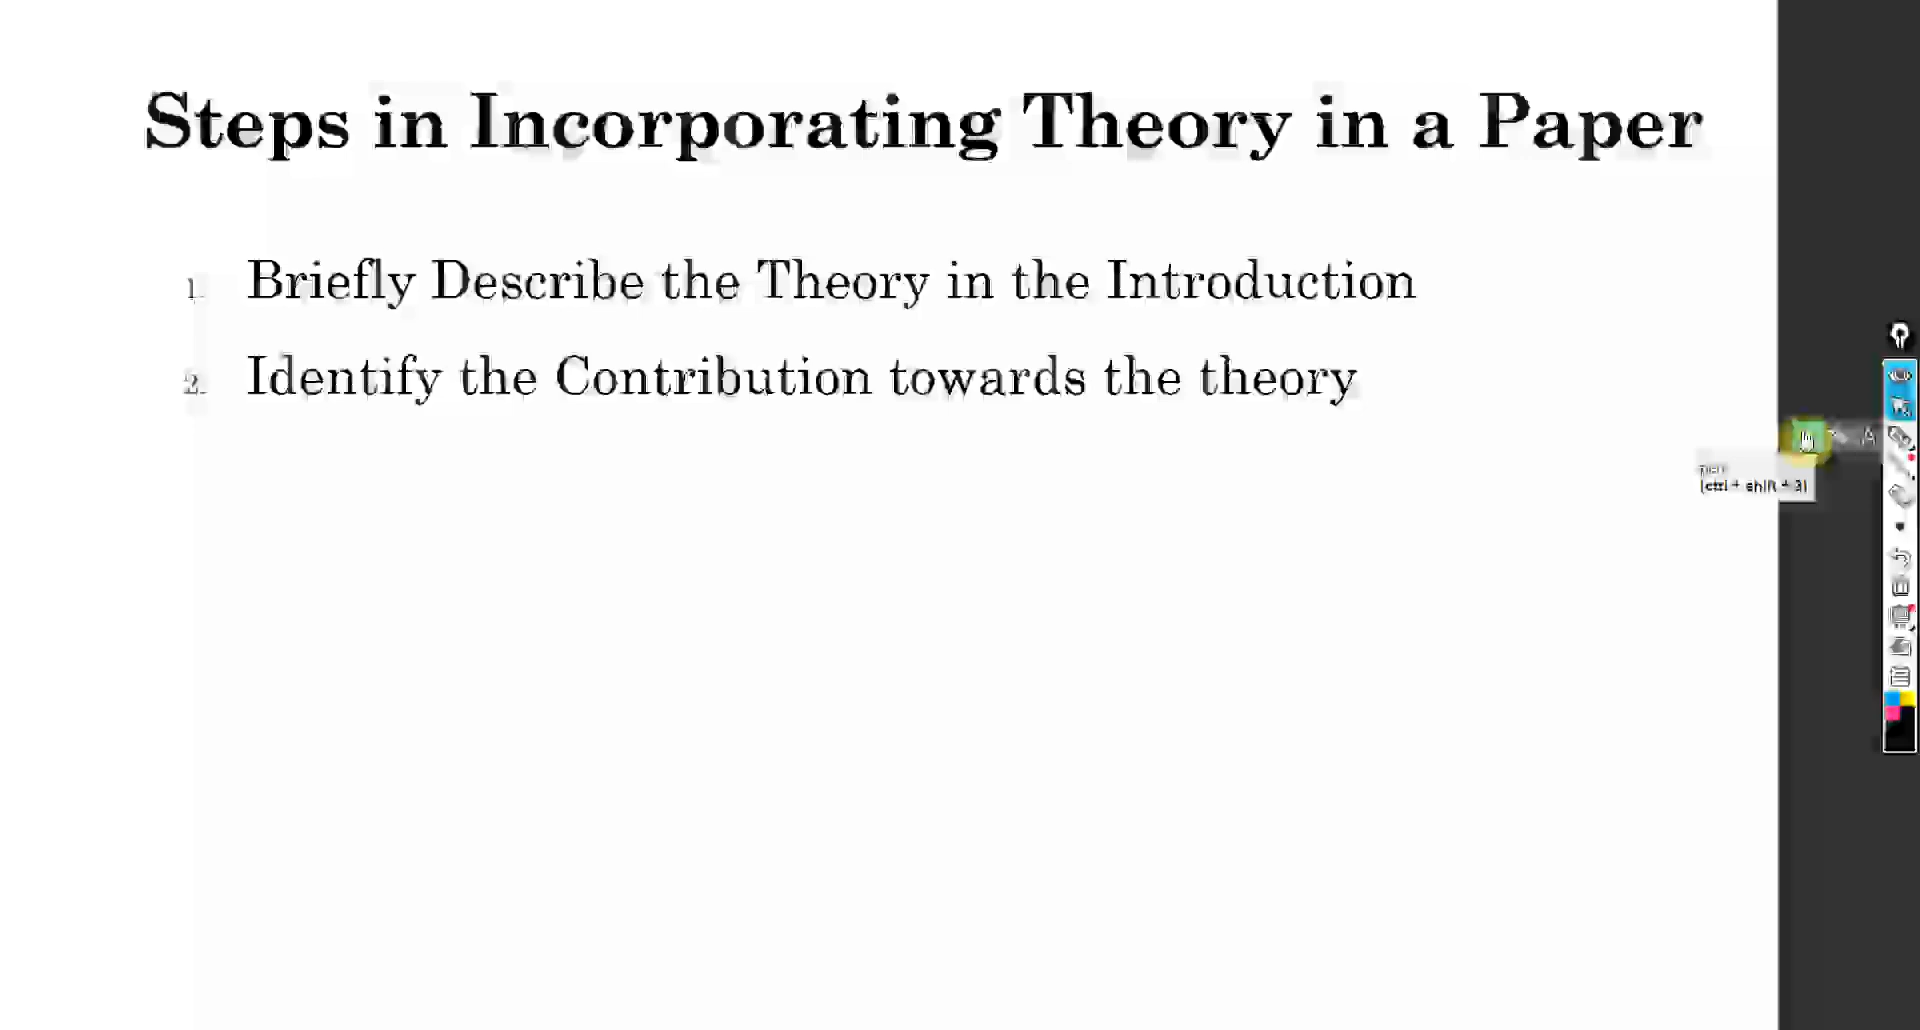 Steps in Incorporating Theory in a Paper
1. Briefly Describe the Theory in the Introduction
2. Identify the Contribution towards the theory
(ctrl + shift + 3)